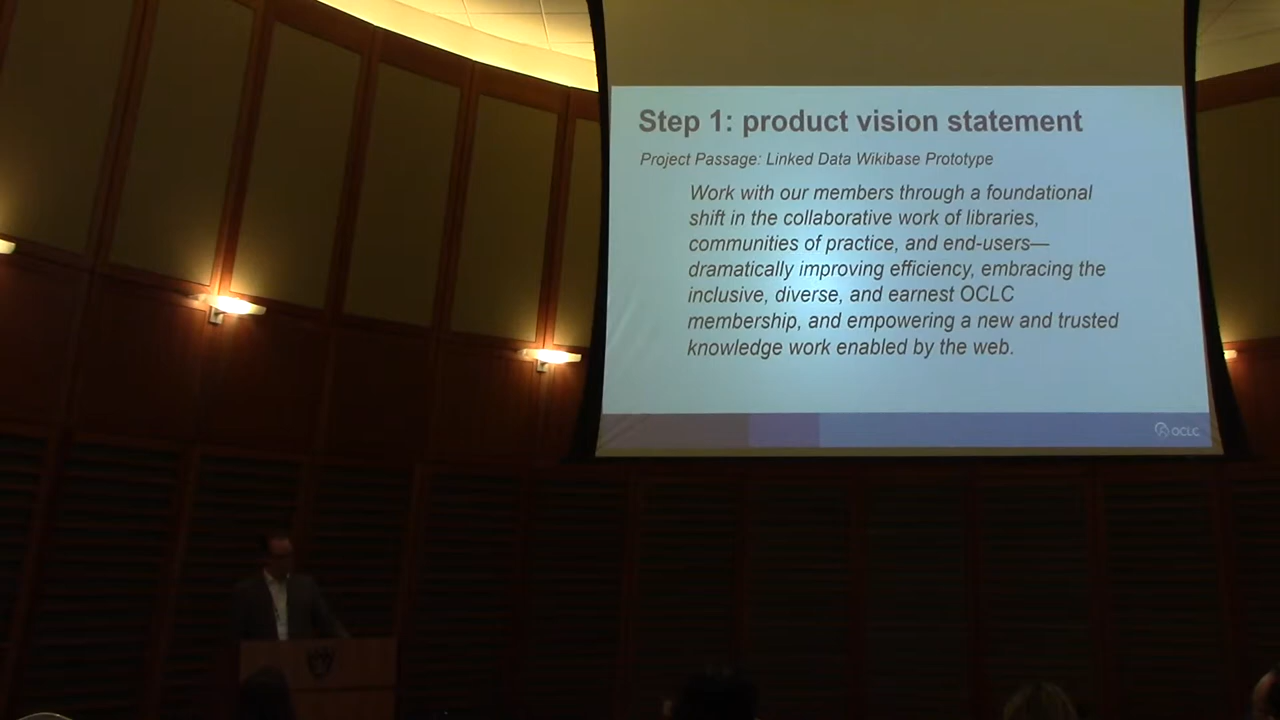 Step 1: product vision statement
Project Passage: Linked Data Wikibase Prototype
Work with our members through a foundational
shift in the collaborative work of libraries,
communities of practice, and end-users—
dramatically improving efficiency, embracing the
inclusive, diverse, and earnest OCLC
membership, and empowering a new and trusted
knowledge work enabled by the web.
OCLC